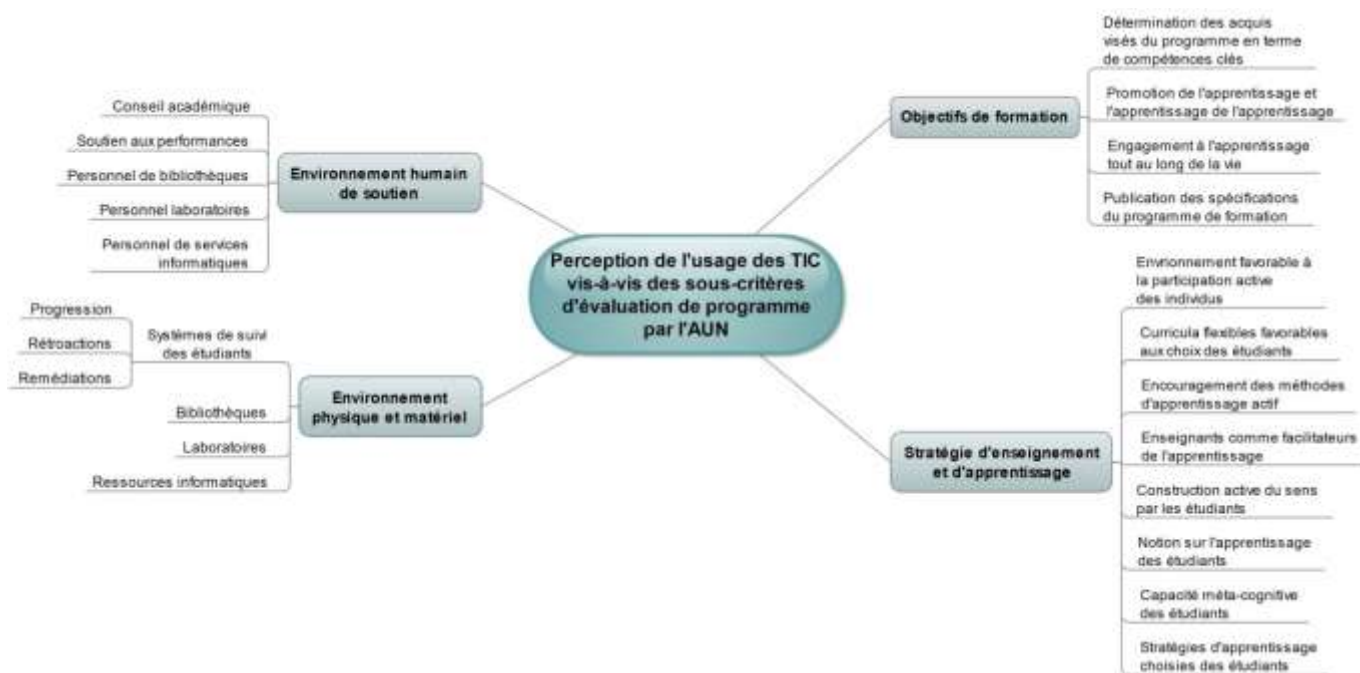 Perception de l'usage des TIC
vis-à-vis des sous-critères
d'évaluation de programme
par l'AUN
Objectifs de formation
Détermination des acquis
visés du programme en terme
de compétences clés
Promotion de l'apprentissage et
l'apprentissage de l'apprentissage
Engagement à l'apprentissage
tout au long de la vie
Publication des spécifications
du programme de formation
Stratégie d'enseignement
et d'apprentissage
Envrionnement favorable à
la participation active
des individus
Curricula flexibles favorables
aux choix des étudiants
Encouragement des méthodes
d'apprentissage actif
Enseignants comme facilitateurs
de l'apprentissage
Construction active du sens
par les étudiants
Notion sur l'apprentissage
des étudiants
Capacité méta-cognitive
des étudiants
Stratégies d'apprentissage
choisies des étudiants
Environnement humain
de soutien
Conseil académique
Soutien aux performances
Personnel de bibliothèques
Personnel laboratoires
Personnel de services
informatiques
Environnement
physique et matériel
Systèmes de suivi
des étudiants
Progression
Rétroactions
Remédiations
Bibliothèques
Laboratoires
Ressources informatiques